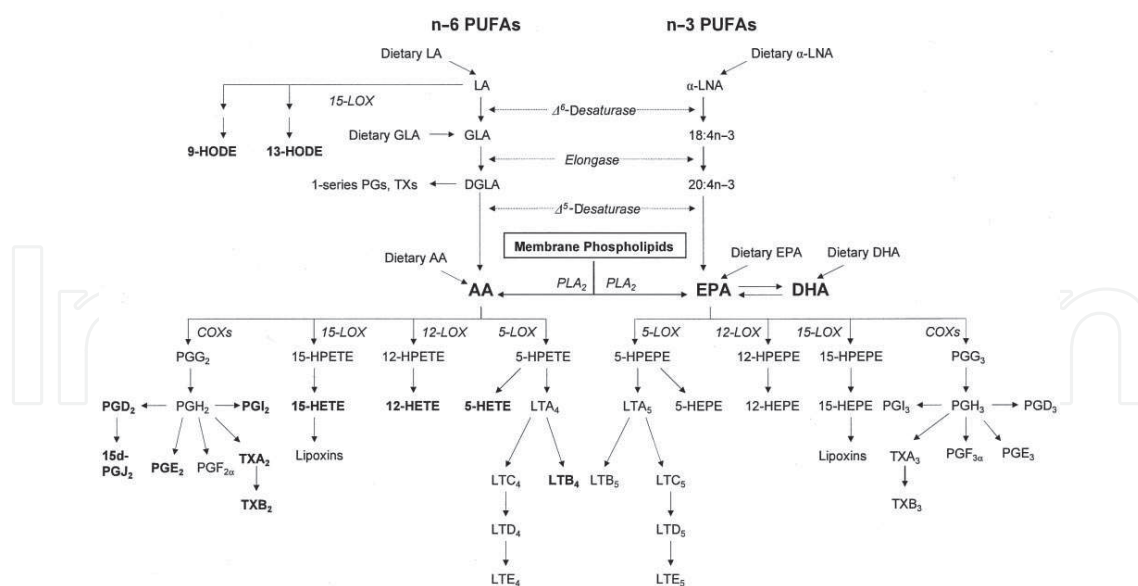 n–6 PUFAs n–3 PUFAs
Dietary LA Dietary α-LNA
LA α-LNA
15-LOX
Δ⁶-Desaturase
9-HODE 13-HODE Dietary GLA GLA 18:4n–3
Elongase
1-series PGs, TXs DGLA 20:4n–3
Δ⁵-Desaturase
Membrane Phospholipids
Dietary AA Dietary EPA Dietary DHA
PLA₂ PLA₂
AA EPA DHA
COXs 15-LOX 12-LOX 5-LOX 5-LOX 12-LOX 15-LOX COXs
PGG₂ 15-HPETE 12-HPETE 5-HPETE 5-HPEPE 12-HPEPE 15-HPEPE PGG₃
PGD₂ PGH₂ PGI₂ 15-HETE 12-HETE 5-HETE LTA₄ LTA₅ 5-HEPE 12-HEPE 15-HEPE PGI₃ PGH₃ PGD₃
15d-
PGJ₂ PGE₂ PGF₂α TXA₂ Lipoxins Lipoxins TXA₃ PGF₃α PGE₃
LTC₄ LTB₄ LTB₅ LTC₅
TXB₂ TXB₃
LTD₄ LTD₅
LTE₄ LTE₅